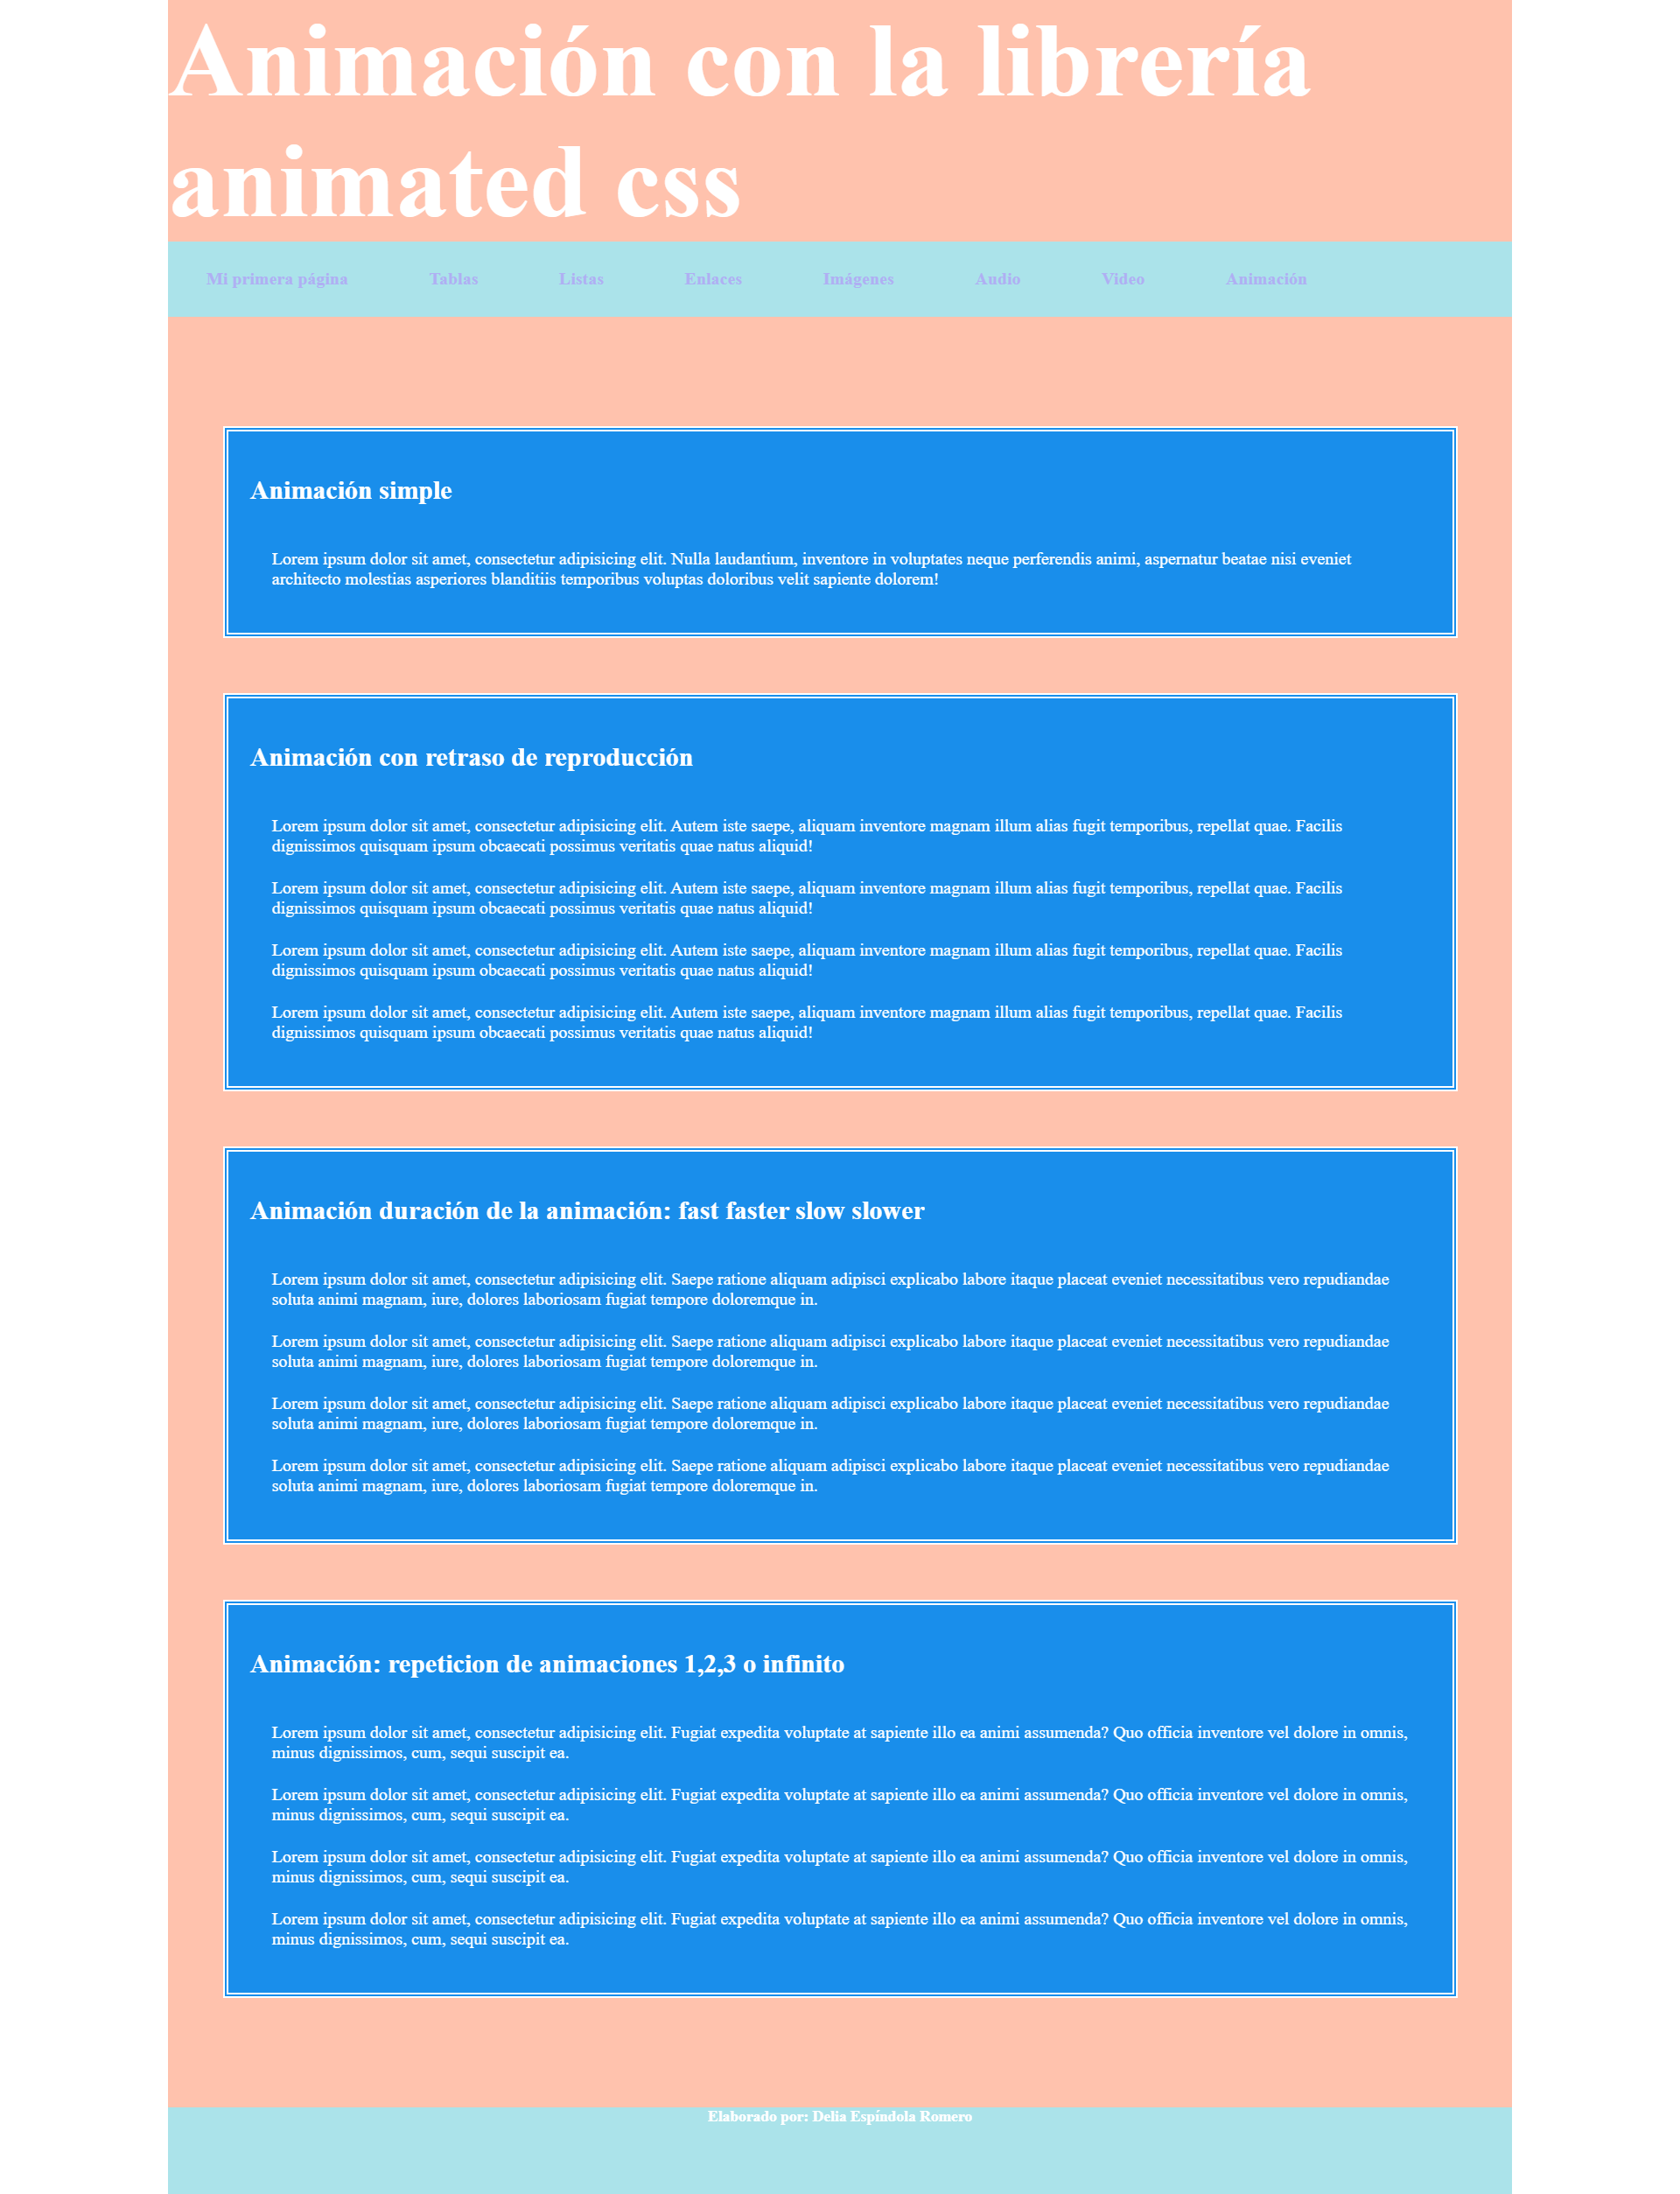 Animación con la librería
animated css
Mi primera página Tablas Listas Enlaces Imágenes Audio Video Animación
Animación simple
Lorem ipsum dolor sit amet, consectetur adipisicing elit. Nulla laudantium, inventore in voluptates neque perferendis animi, aspernatur beatae nisi eveniet
architecto molestias asperiores blanditiis temporibus voluptas doloribus velit sapiente dolorem!
Animación con retraso de reproducción
Lorem ipsum dolor sit amet, consectetur adipisicing elit. Autem iste saepe, aliquam inventore magnam illum alias fugit temporibus, repellat quae. Facilis
dignissimos quisquam ipsum obcaecati possimus veritatis quae natus aliquid!
Lorem ipsum dolor sit amet, consectetur adipisicing elit. Autem iste saepe, aliquam inventore magnam illum alias fugit temporibus, repellat quae. Facilis
dignissimos quisquam ipsum obcaecati possimus veritatis quae natus aliquid!
Lorem ipsum dolor sit amet, consectetur adipisicing elit. Autem iste saepe, aliquam inventore magnam illum alias fugit temporibus, repellat quae. Facilis
dignissimos quisquam ipsum obcaecati possimus veritatis quae natus aliquid!
Lorem ipsum dolor sit amet, consectetur adipisicing elit. Autem iste saepe, aliquam inventore magnam illum alias fugit temporibus, repellat quae. Facilis
dignissimos quisquam ipsum obcaecati possimus veritatis quae natus aliquid!
Animación duración de la animación: fast faster slow slower
Lorem ipsum dolor sit amet, consectetur adipisicing elit. Saepe ratione aliquam adipisci explicabo labore itaque placeat eveniet necessitatibus vero repudiandae
soluta animi magnam, iure, dolores laboriosam fugiat tempore doloremque in.
Lorem ipsum dolor sit amet, consectetur adipisicing elit. Saepe ratione aliquam adipisci explicabo labore itaque placeat eveniet necessitatibus vero repudiandae
soluta animi magnam, iure, dolores laboriosam fugiat tempore doloremque in.
Lorem ipsum dolor sit amet, consectetur adipisicing elit. Saepe ratione aliquam adipisci explicabo labore itaque placeat eveniet necessitatibus vero repudiandae
soluta animi magnam, iure, dolores laboriosam fugiat tempore doloremque in.
Lorem ipsum dolor sit amet, consectetur adipisicing elit. Saepe ratione aliquam adipisci explicabo labore itaque placeat eveniet necessitatibus vero repudiandae
soluta animi magnam, iure, dolores laboriosam fugiat tempore doloremque in.
Animación: repeticion de animaciones 1,2,3 o infinito
Lorem ipsum dolor sit amet, consectetur adipisicing elit. Fugiat expedita voluptate at sapiente illo ea animi assumenda? Quo officia inventore vel dolore in omnis,
minus dignissimos, cum, sequi suscipit ea.
Lorem ipsum dolor sit amet, consectetur adipisicing elit. Fugiat expedita voluptate at sapiente illo ea animi assumenda? Quo officia inventore vel dolore in omnis,
minus dignissimos, cum, sequi suscipit ea.
Lorem ipsum dolor sit amet, consectetur adipisicing elit. Fugiat expedita voluptate at sapiente illo ea animi assumenda? Quo officia inventore vel dolore in omnis,
minus dignissimos, cum, sequi suscipit ea.
Lorem ipsum dolor sit amet, consectetur adipisicing elit. Fugiat expedita voluptate at sapiente illo ea animi assumenda? Quo officia inventore vel dolore in omnis,
minus dignissimos, cum, sequi suscipit ea.
Elaborado por: Delia Espíndola Romero